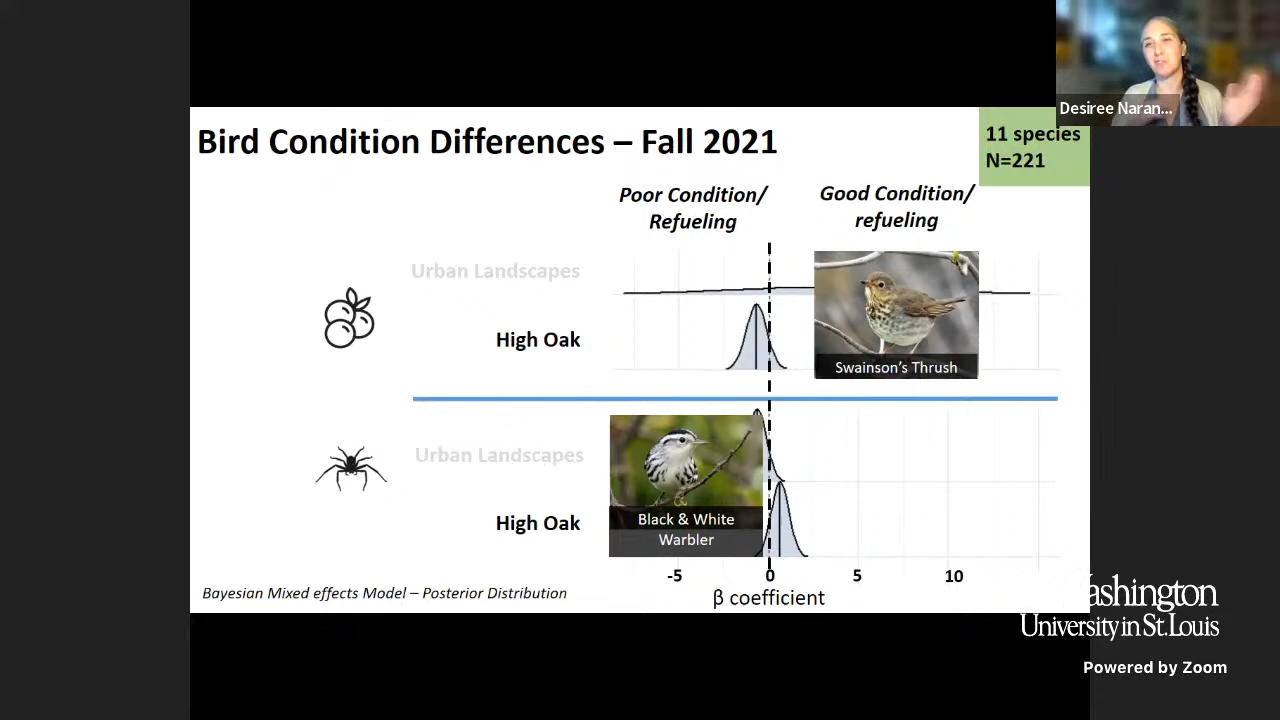 Desiree Naran...
Bird Condition Differences – Fall 2021
11 species
N=221
Poor Condition/
Refueling
Good Condition/
refueling
Urban Landscapes
High Oak
Swainson's Thrush
Urban Landscapes
High Oak
Black & White
Warbler
-5 0 5 10
β coefficient
Bayesian Mixed effects Model – Posterior Distribution
Washington
University in St. Louis
Powered by Zoom